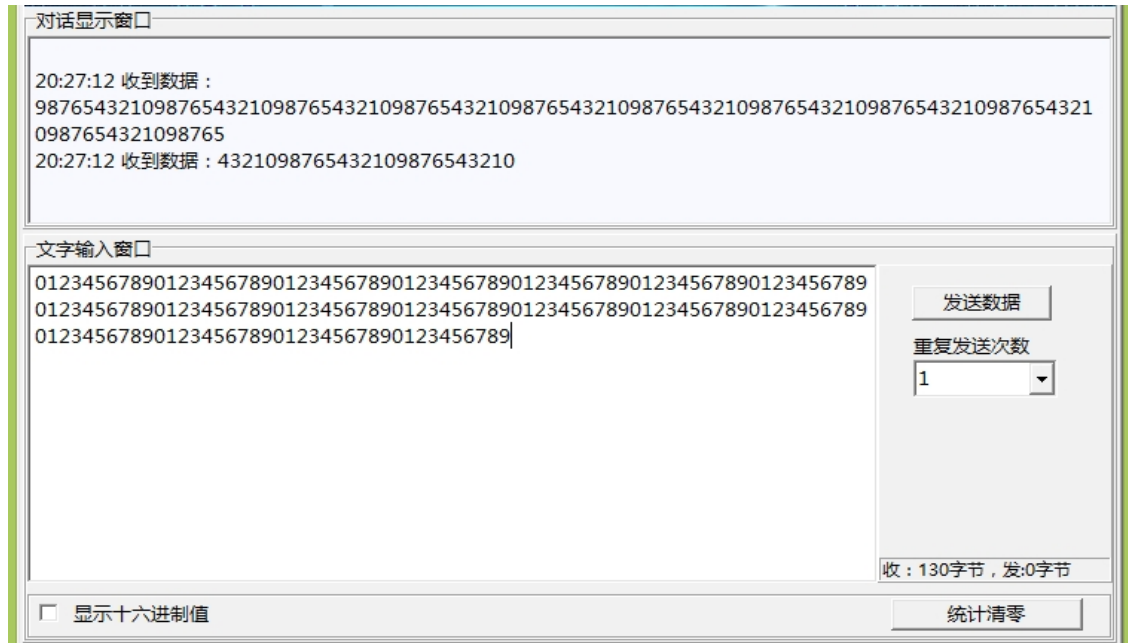 对话显示窗口
20:27:12 收到数据：
98765432109876543210987654321098765432109876543210987654321098765432109876543210987654321
0987654321098765
20:27:12 收到数据：4321098765432109876543210
文字输入窗口
0123456789012345678901234567890123456789012345678901234567890123456789
0123456789012345678901234567890123456789012345678901234567890123456789
0123456789012345678901234567890123456789
发送数据
重复发送次数
1
收：130字节，发:0字节
显示十六进制值
统计清零